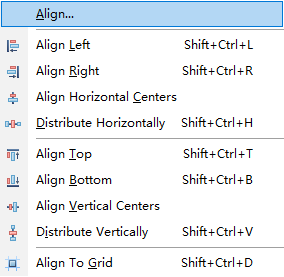 Align...
Align Left Shift+Ctrl+L
Align Right Shift+Ctrl+R
Align Horizontal Centers
Distribute Horizontally Shift+Ctrl+H
Align Top Shift+Ctrl+T
Align Bottom Shift+Ctrl+B
Align Vertical Centers
Distribute Vertically Shift+Ctrl+V
Align To Grid Shift+Ctrl+D